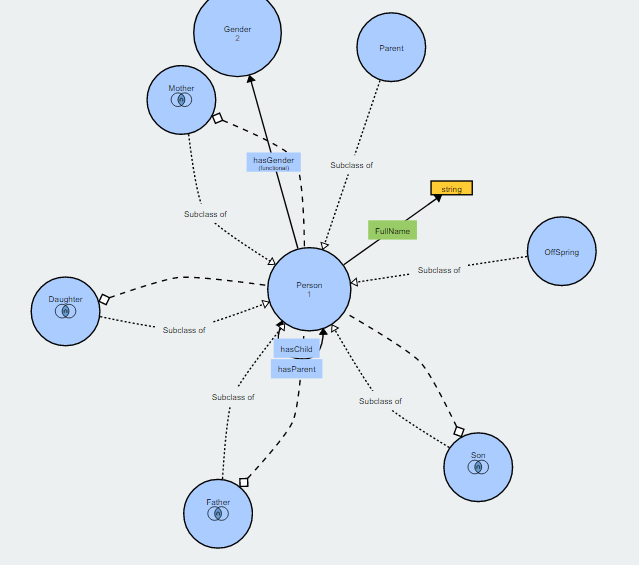 Gender
2
Parent
Mother
hasGender
(functional)
Subclass of
string
Subclass of
FullName
OffSpring
Subclass of
Person
1
Daughter
Subclass of
hasChild
hasParent
Subclass of
Subclass of
Son
Father